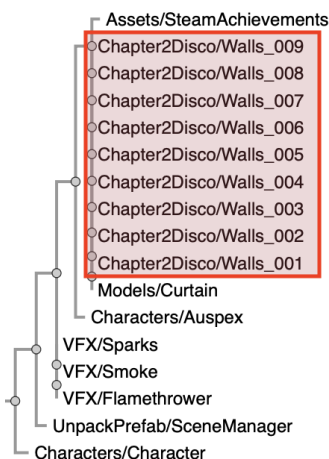 Assets/SteamAchievements
Chapter2Disco/Walls_009
Chapter2Disco/Walls_008
Chapter2Disco/Walls_007
Chapter2Disco/Walls_006
Chapter2Disco/Walls_005
Chapter2Disco/Walls_004
Chapter2Disco/Walls_003
Chapter2Disco/Walls_002
Chapter2Disco/Walls_001
Models/Curtain
Characters/Auspex
VFX/Sparks
VFX/Smoke
VFX/Flamethrower
UnpackPrefab/SceneManager
Characters/Character